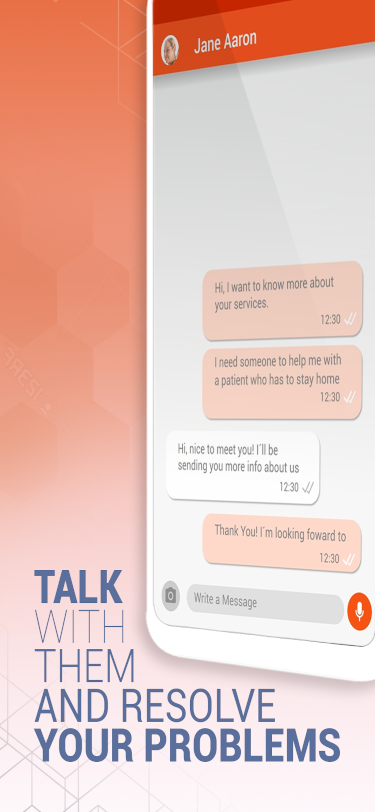 Jane Aaron
Hi, I want to know more about
your services.
12:30
I need someone to help me with
a patient who has to stay home
12:30
Hi, nice to meet you! I´ll be
sending you more info about us
12:30
Thank You! I´m looking foward to
12:30
Write a Message
TALK
WITH
THEM
AND RESOLVE
YOUR PROBLEMS